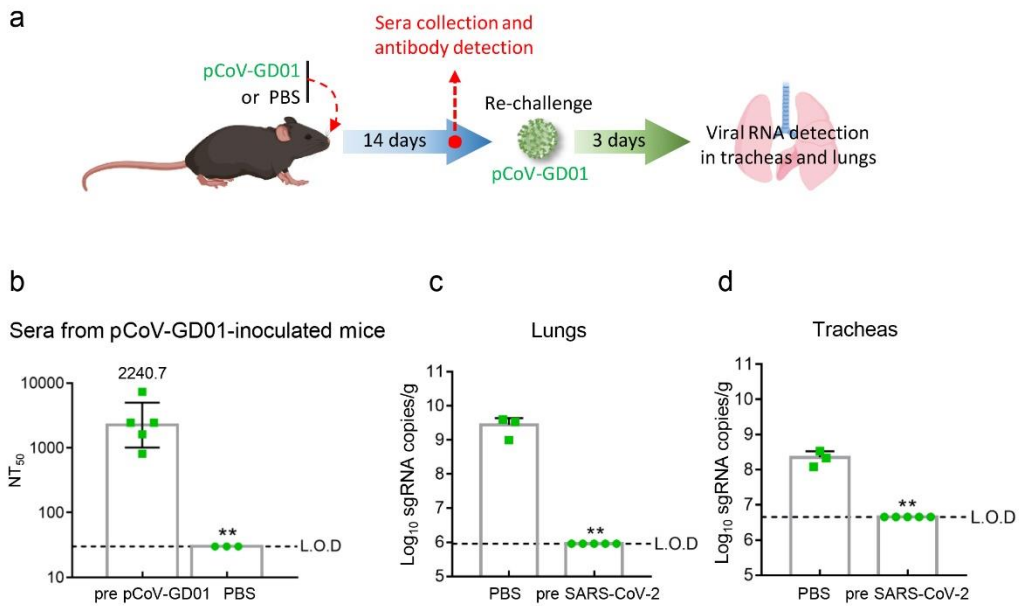 a
Sera collection and
antibody detection
pCoV-GD01
or PBS
14 days
Re-challenge
pCoV-GD01
3 days
Viral RNA detection
in tracheas and lungs
b
Sera from pCoV-GD01-inoculated mice
NT50
10000
1000
100
10
2240.7
**
L.O.D
pre pCoV-GD01 PBS
c
Lungs
Log10 sgRNA copies/g
11
10
9
8
7
6
5
**
L.O.D
PBS pre SARS-CoV-2
d
Tracheas
Log10 sgRNA copies/g
11
10
9
8
7
6
5
**
L.O.D
PBS pre SARS-CoV-2